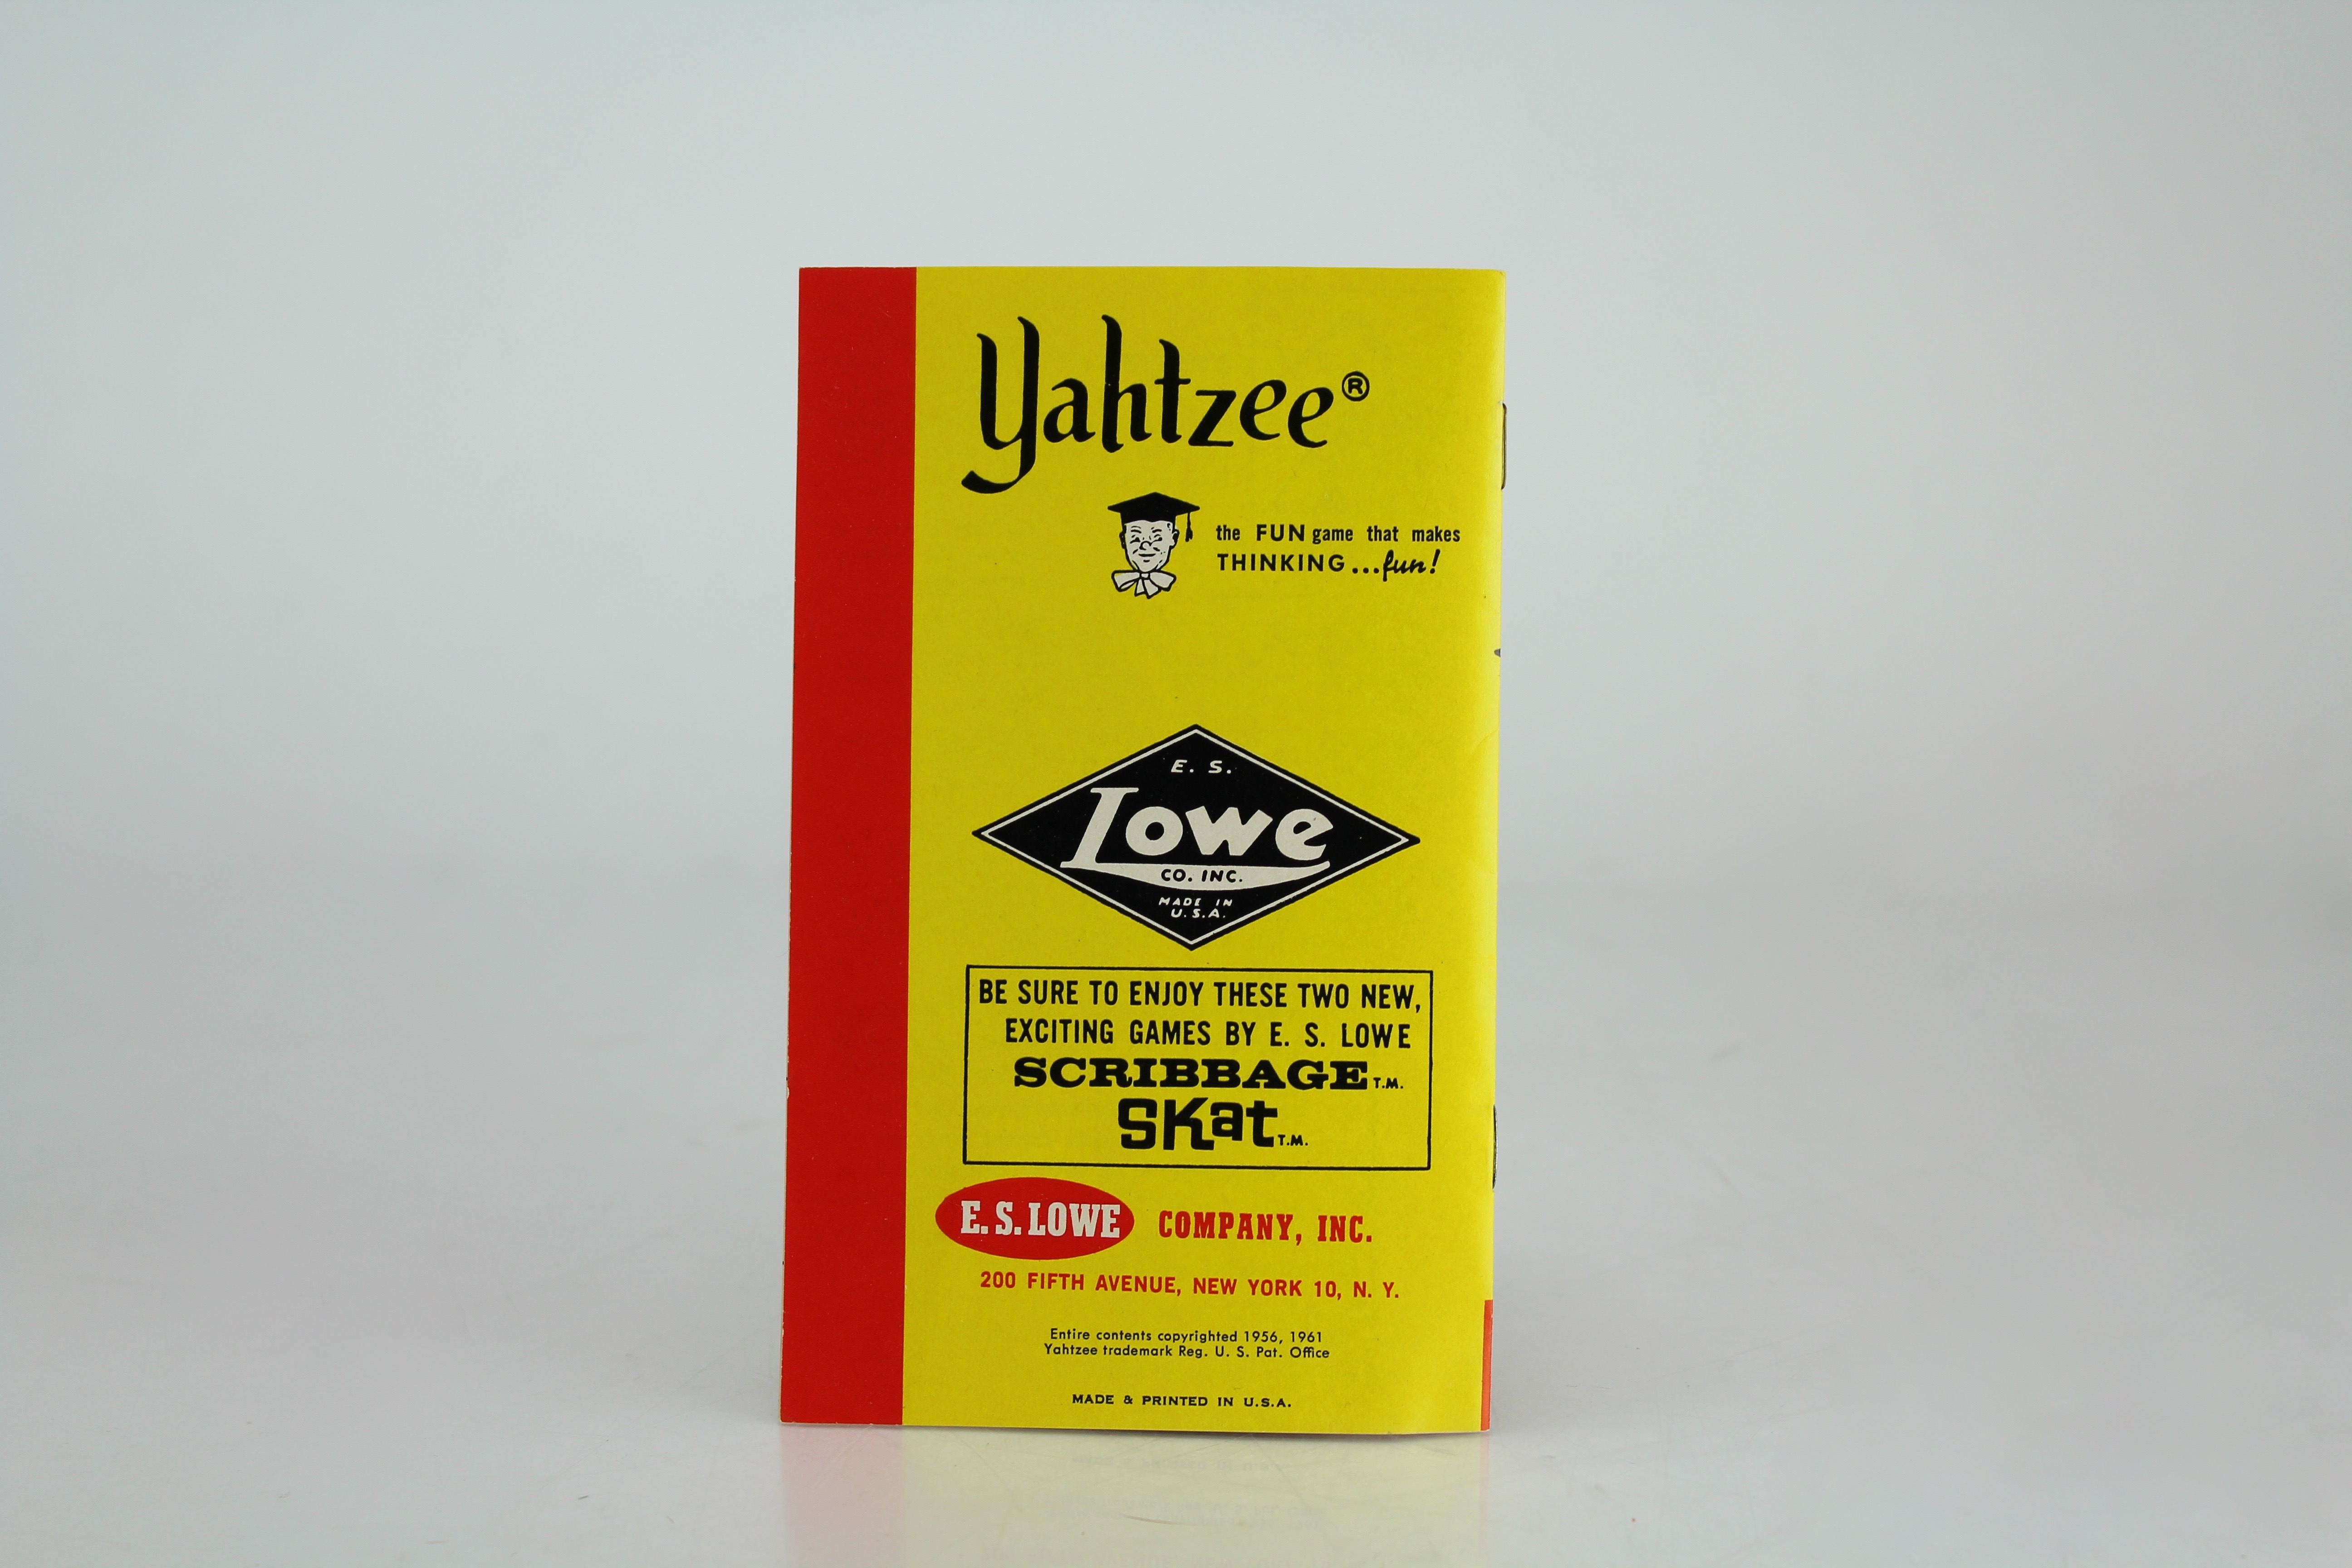 Yahtzee®
the FUN game that makes
THINKING...fun!
E. S.
Lowe
CO. INC.
MADE IN
U.S.A.
BE SURE TO ENJOY THESE TWO NEW,
EXCITING GAMES BY E. S. LOWE
SCRIBBAGE T.M.
SKat T.M.
E. S. LOWE COMPANY, INC.
200 FIFTH AVENUE, NEW YORK 10, N. Y.
Entire contents copyrighted 1956, 1961
Yahtzee trademark Reg. U. S. Pat. Office
MADE & PRINTED IN U.S.A.